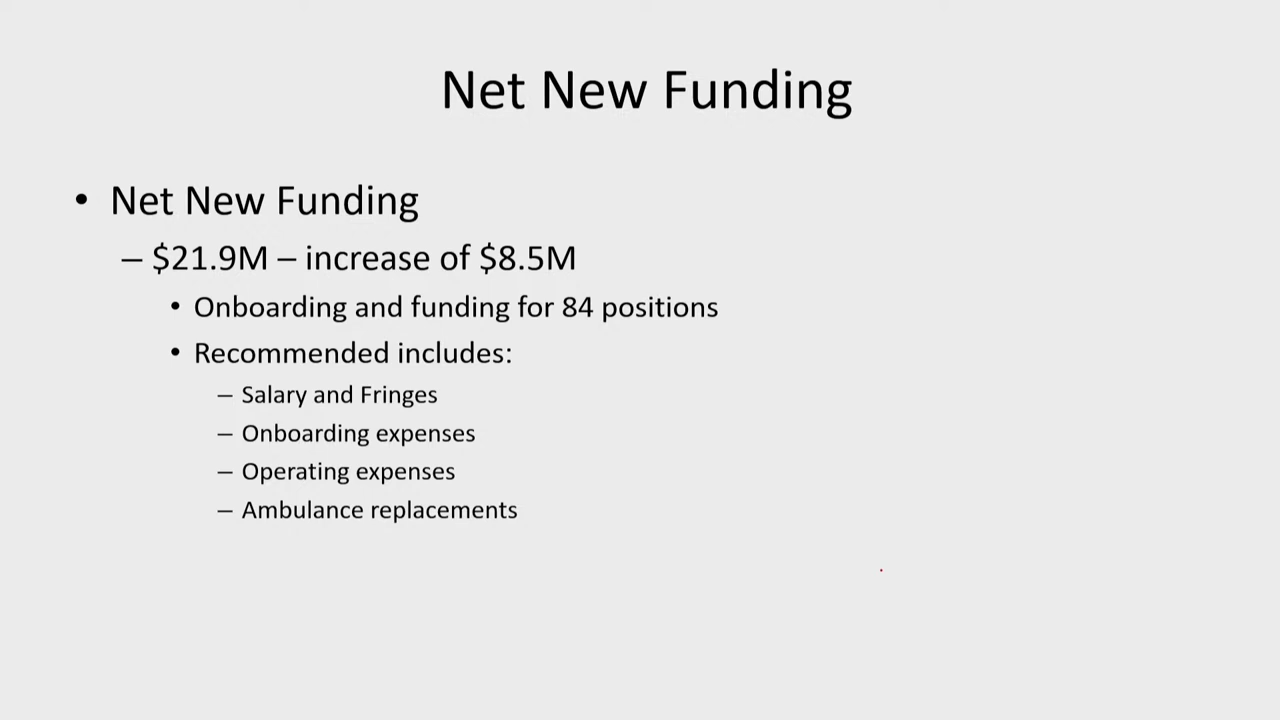 Net New Funding
• Net New Funding
– $21.9M – increase of $8.5M
• Onboarding and funding for 84 positions
• Recommended includes:
– Salary and Fringes
– Onboarding expenses
– Operating expenses
– Ambulance replacements